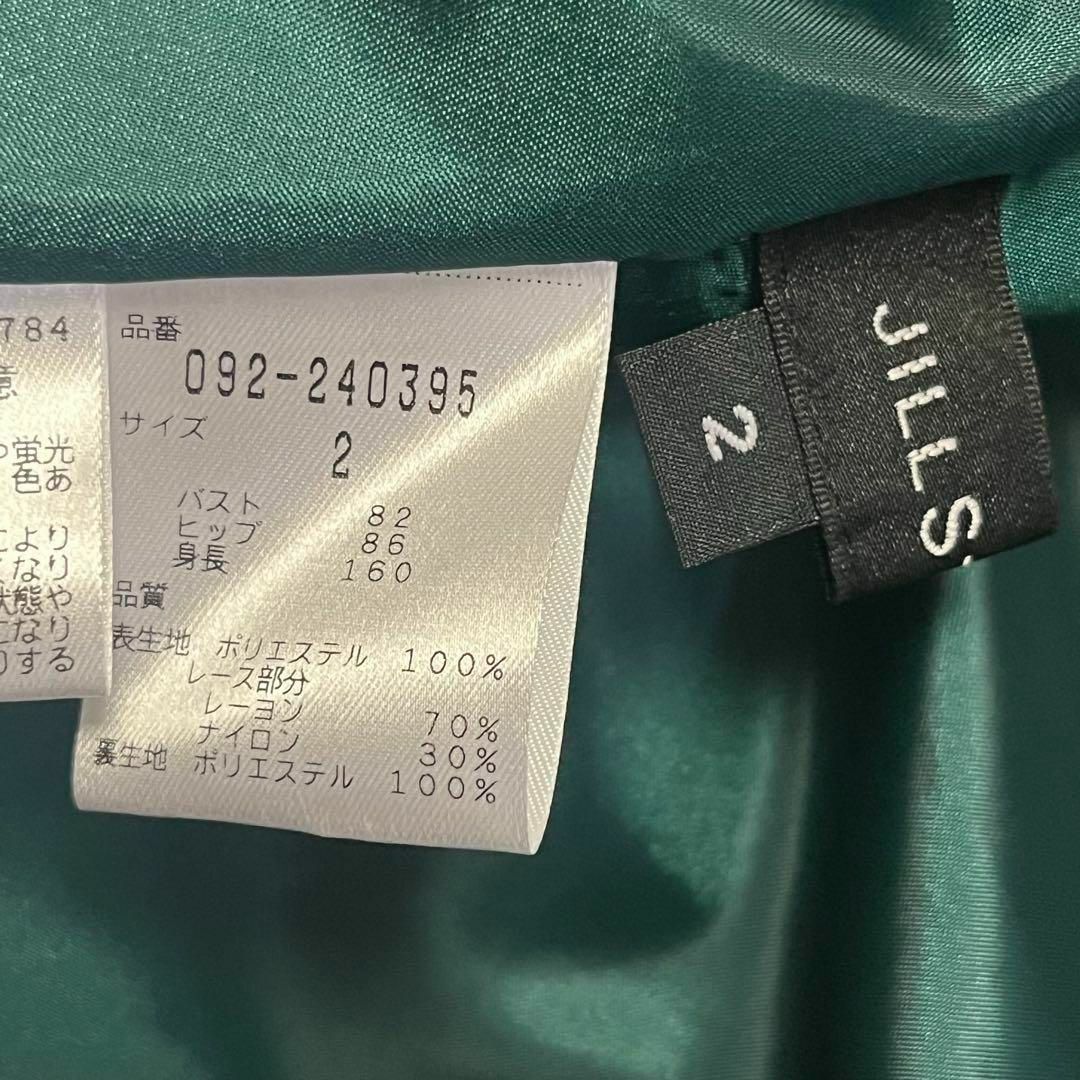 784
意
蛍光
色あ
により
なり
状態や
になり
りする
品番
092-240395
サイズ
2
バスト 82
ヒップ 86
身長 160
品質
表生地 ポリエステル 100%
レース部分
レーヨン 70%
ナイロン 30%
裏生地 ポリエステル 100%
2
JILLS